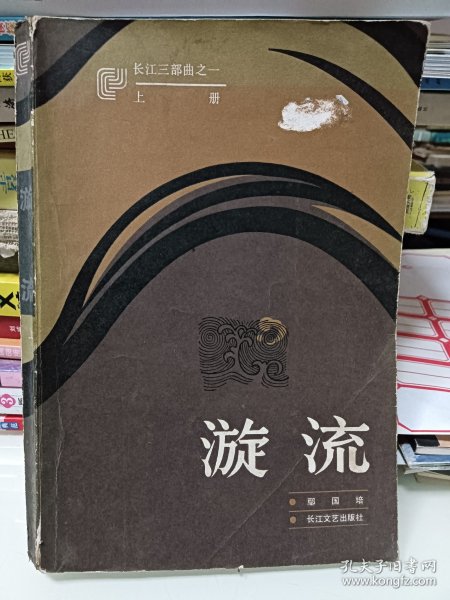 长江三部曲之一
上册
漩流
鄢国培
长江文艺出版社
孔夫子旧书网
www.kongfz.com